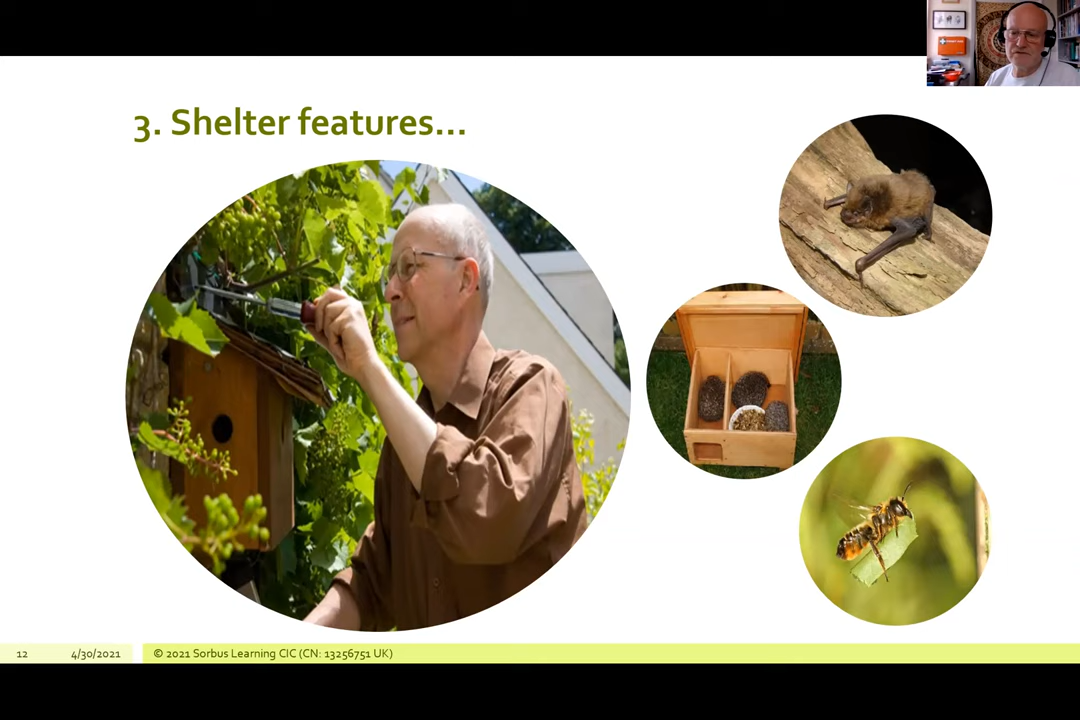 3. Shelter features...
12
4/30/2021
© 2021 Sorbus Learning CIC (CN: 13256751 UK)